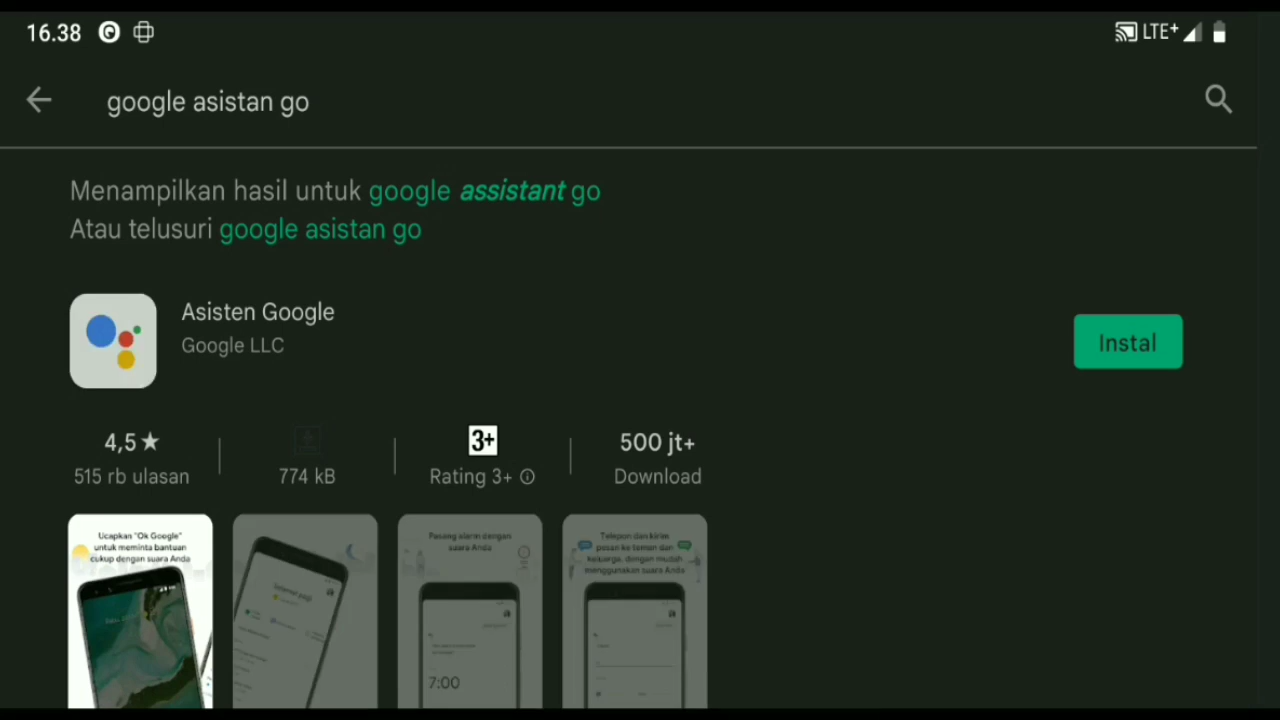 16.38
LTE+
google asistan go
Menampilkan hasil untuk google assistant go
Atau telusuri google asistan go
Asisten Google
Google LLC
Instal
4,5★
515 rb ulasan
774 kB
3+
Rating 3+
500 jt+
Download
Ucapkan "Ok Google"
untuk meminta bantuan
cukup dengan suara Anda
Pasang alarm dengan
suara Anda
7:00
Telepon dan kirim
pesan ke teman dan
keluarga, dengan mudah
menggunakan suara Anda